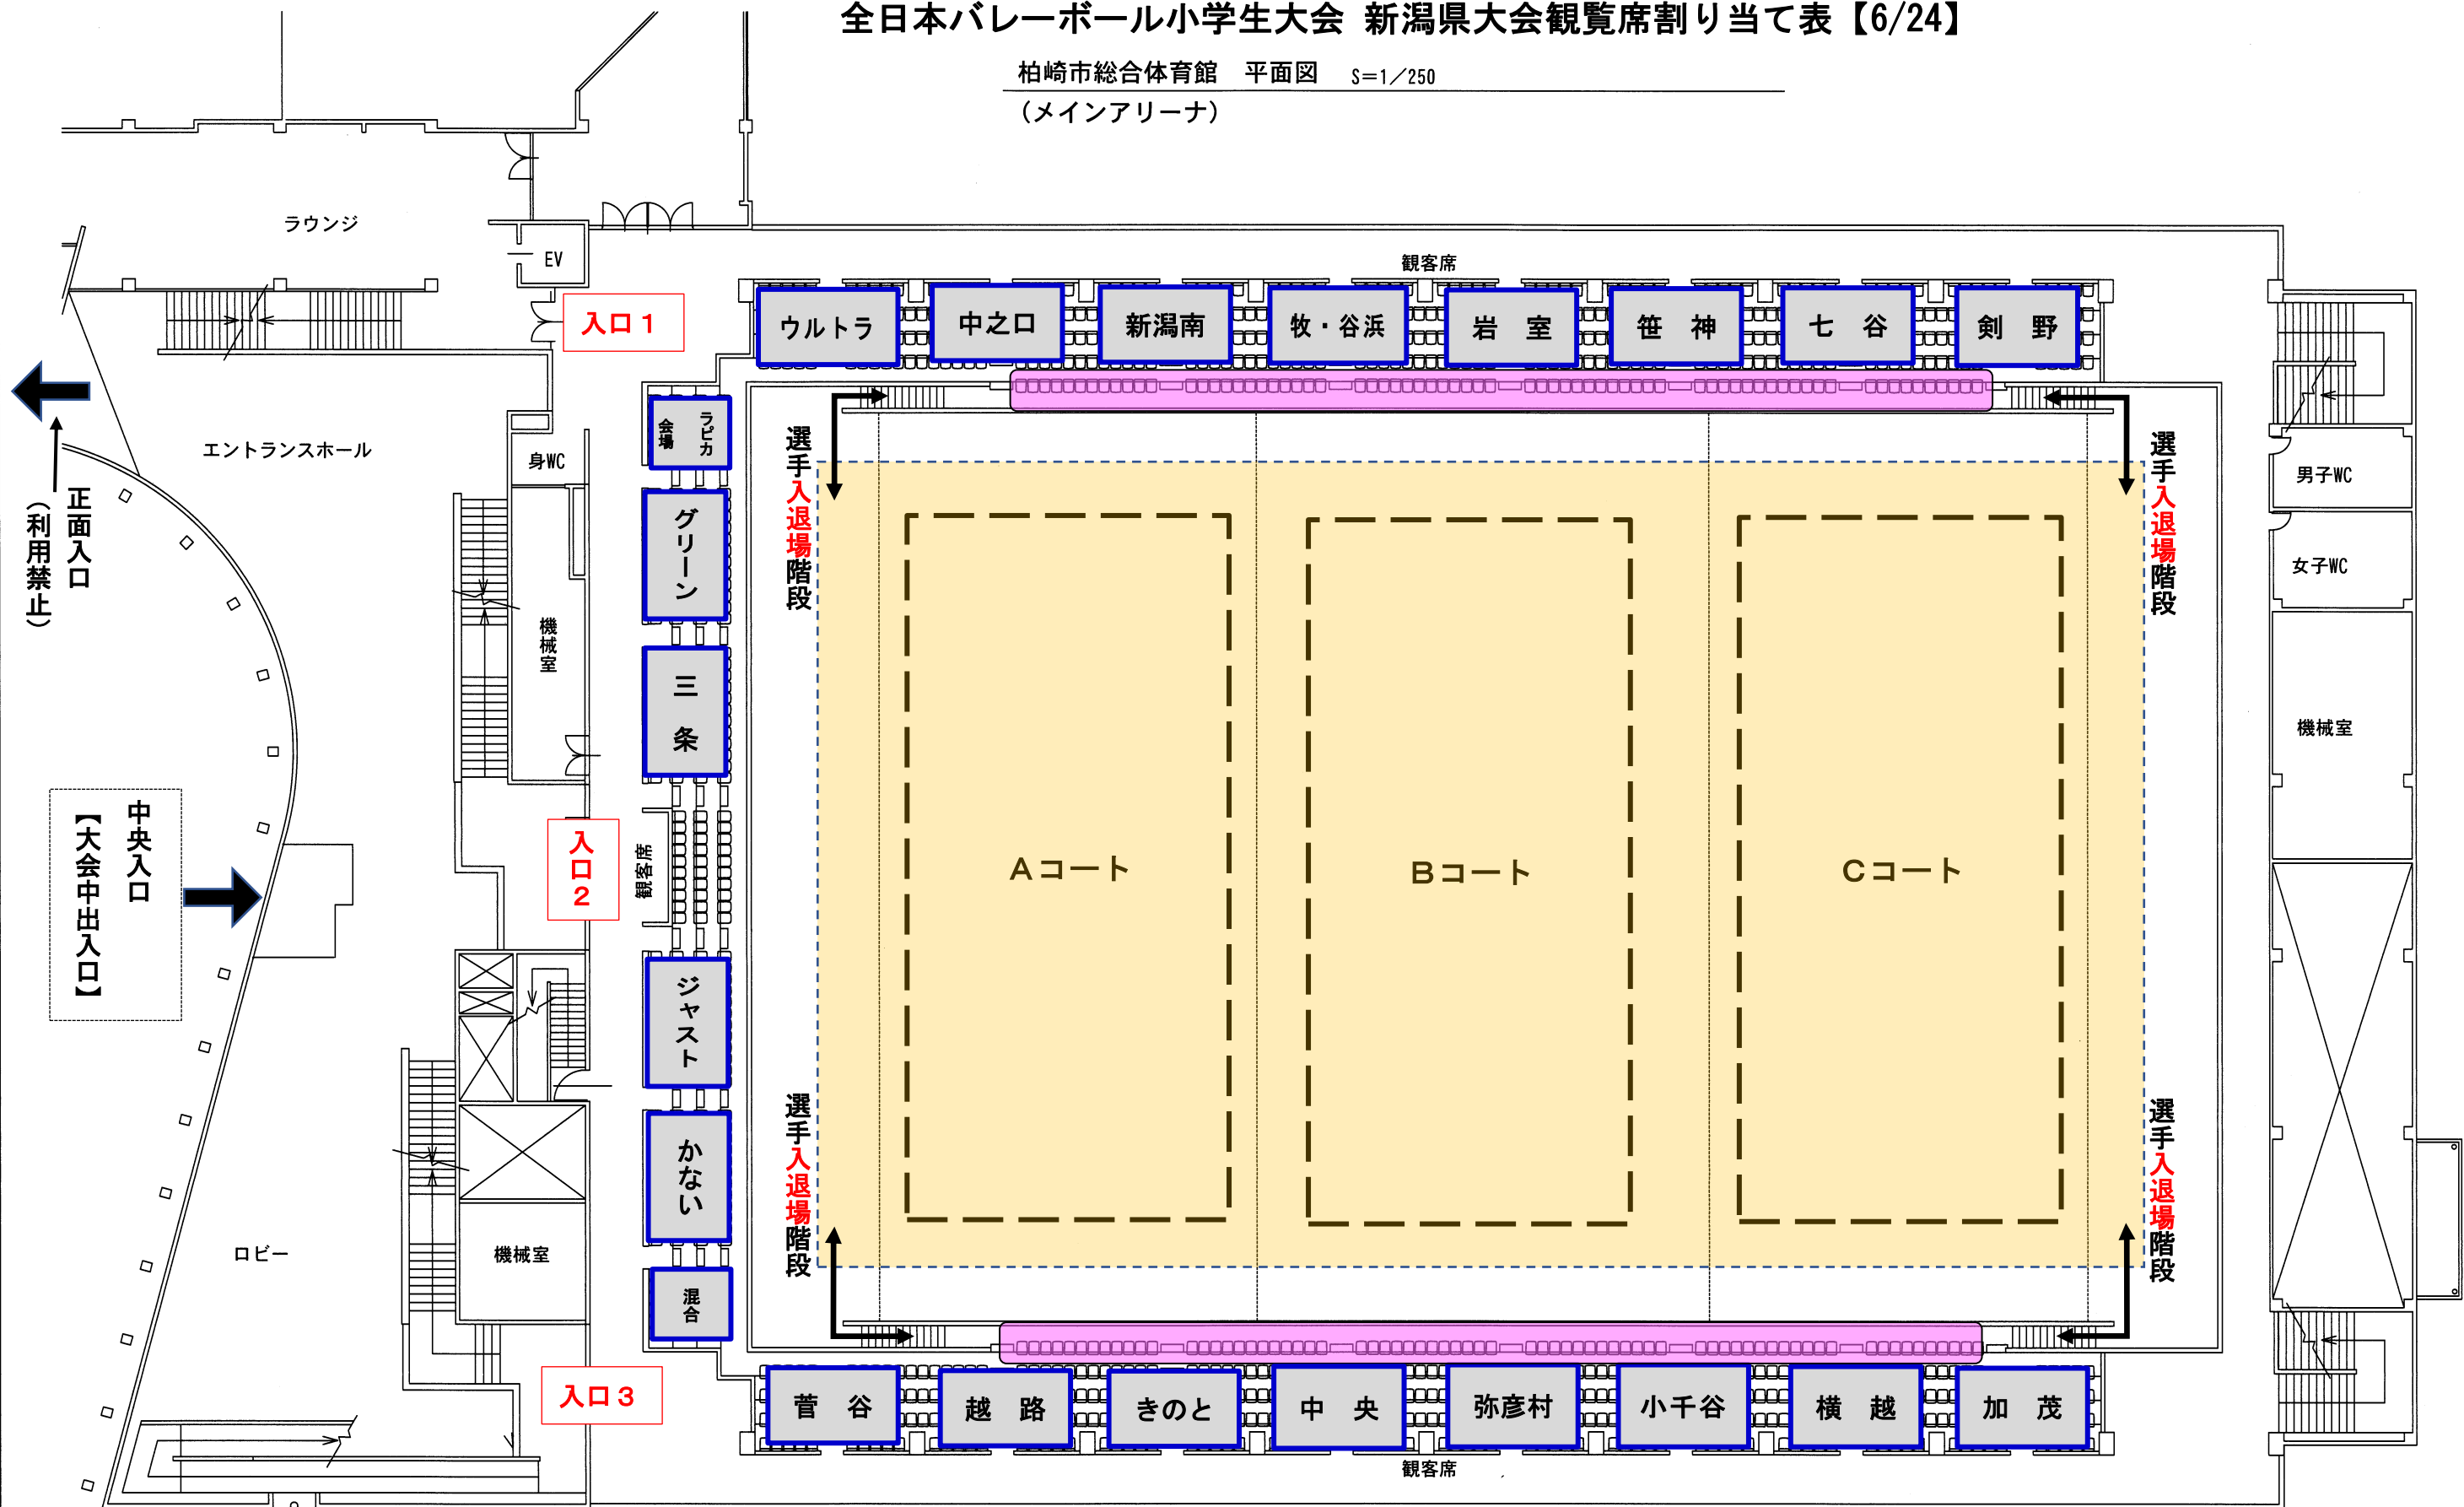 全日本バレーボール小学生大会 新潟県大会観覧席割り当て表【6/24】
柏崎市総合体育館　平面図　S=1／250
（メインアリーナ）
ラウンジ
EV
入口１
観客席
ウルトラ
中之口
新潟南
牧・谷浜
岩　室
笹　神
七　谷
剣　野
エントランスホール
身WC
正面入口
（利用禁止）
ラピカ
会場
グリーン
三　条
機械室
選手入退場階段
選手入退場階段
男子WC
女子WC
機械室
中央入口
【大会中出入口】
入口２
観客席
Ａコート
Ｂコート
Ｃコート
ジャスト
かない
混合
選手入退場階段
選手入退場階段
ロビー
機械室
入口３
菅　谷
越　路
きのと
中　央
弥彦村
小千谷
横　越
加　茂
観客席